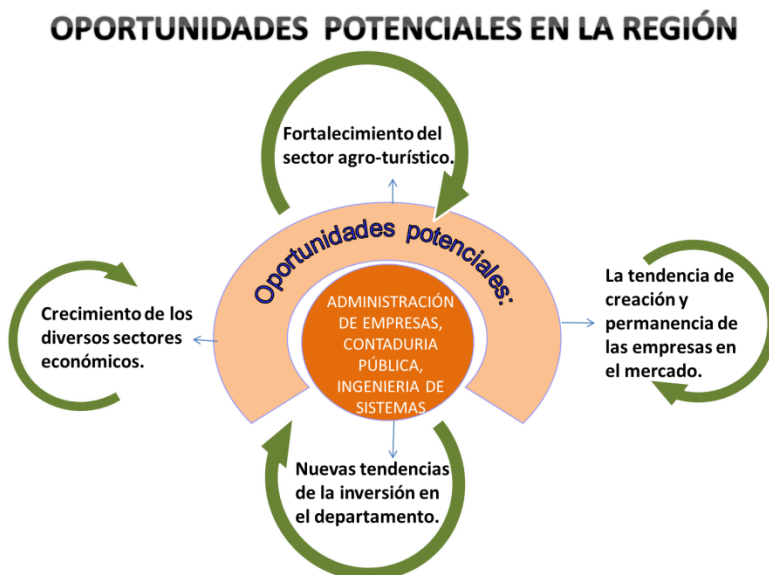 OPORTUNIDADES POTENCIALES EN LA REGIÓN
Fortalecimiento del
sector agro-turístico.
Oportunidades potenciales:
Crecimiento de los
diversos sectores
económicos.
ADMINISTRACIÓN
DE EMPRESAS,
CONTADURIA
PÚBLICA,
INGENIERIA DE
SISTEMAS
La tendencia de
creación y
permanencia de
las empresas en
el mercado.
Nuevas tendencias
de la inversión en
el departamento.